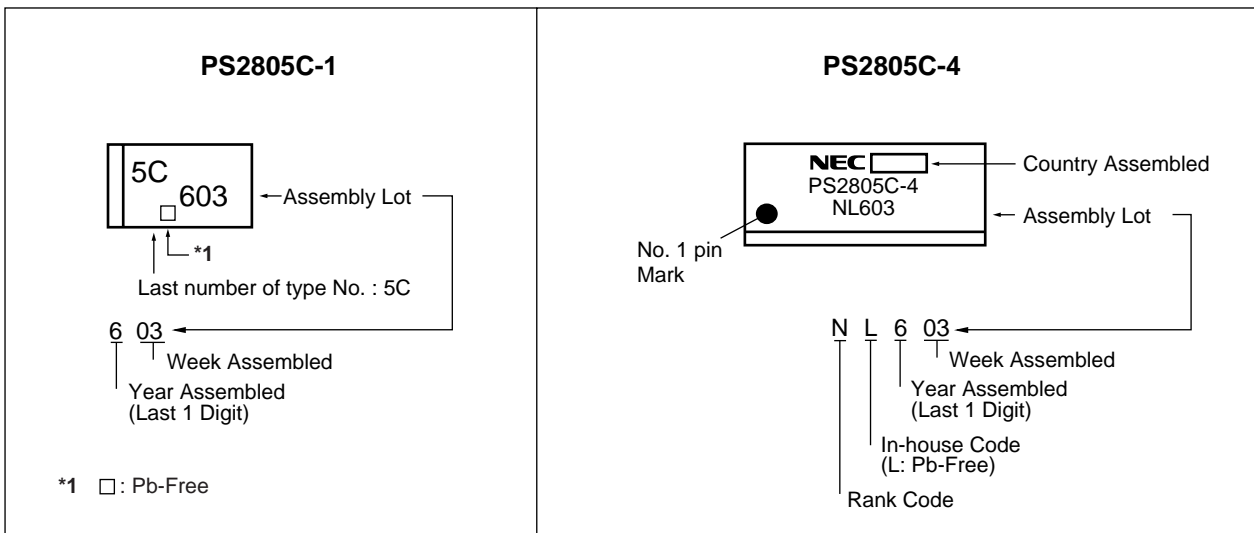 PS2805C-1
5C
603
Assembly Lot
*1
Last number of type No. : 5C
6 03
Week Assembled
Year Assembled
(Last 1 Digit)
*1 □ : Pb-Free
PS2805C-4
NEC
Country Assembled
PS2805C-4
NL603
Assembly Lot
No. 1 pin
Mark
N L 6 03
Week Assembled
Year Assembled
(Last 1 Digit)
In-house Code
(L: Pb-Free)
Rank Code